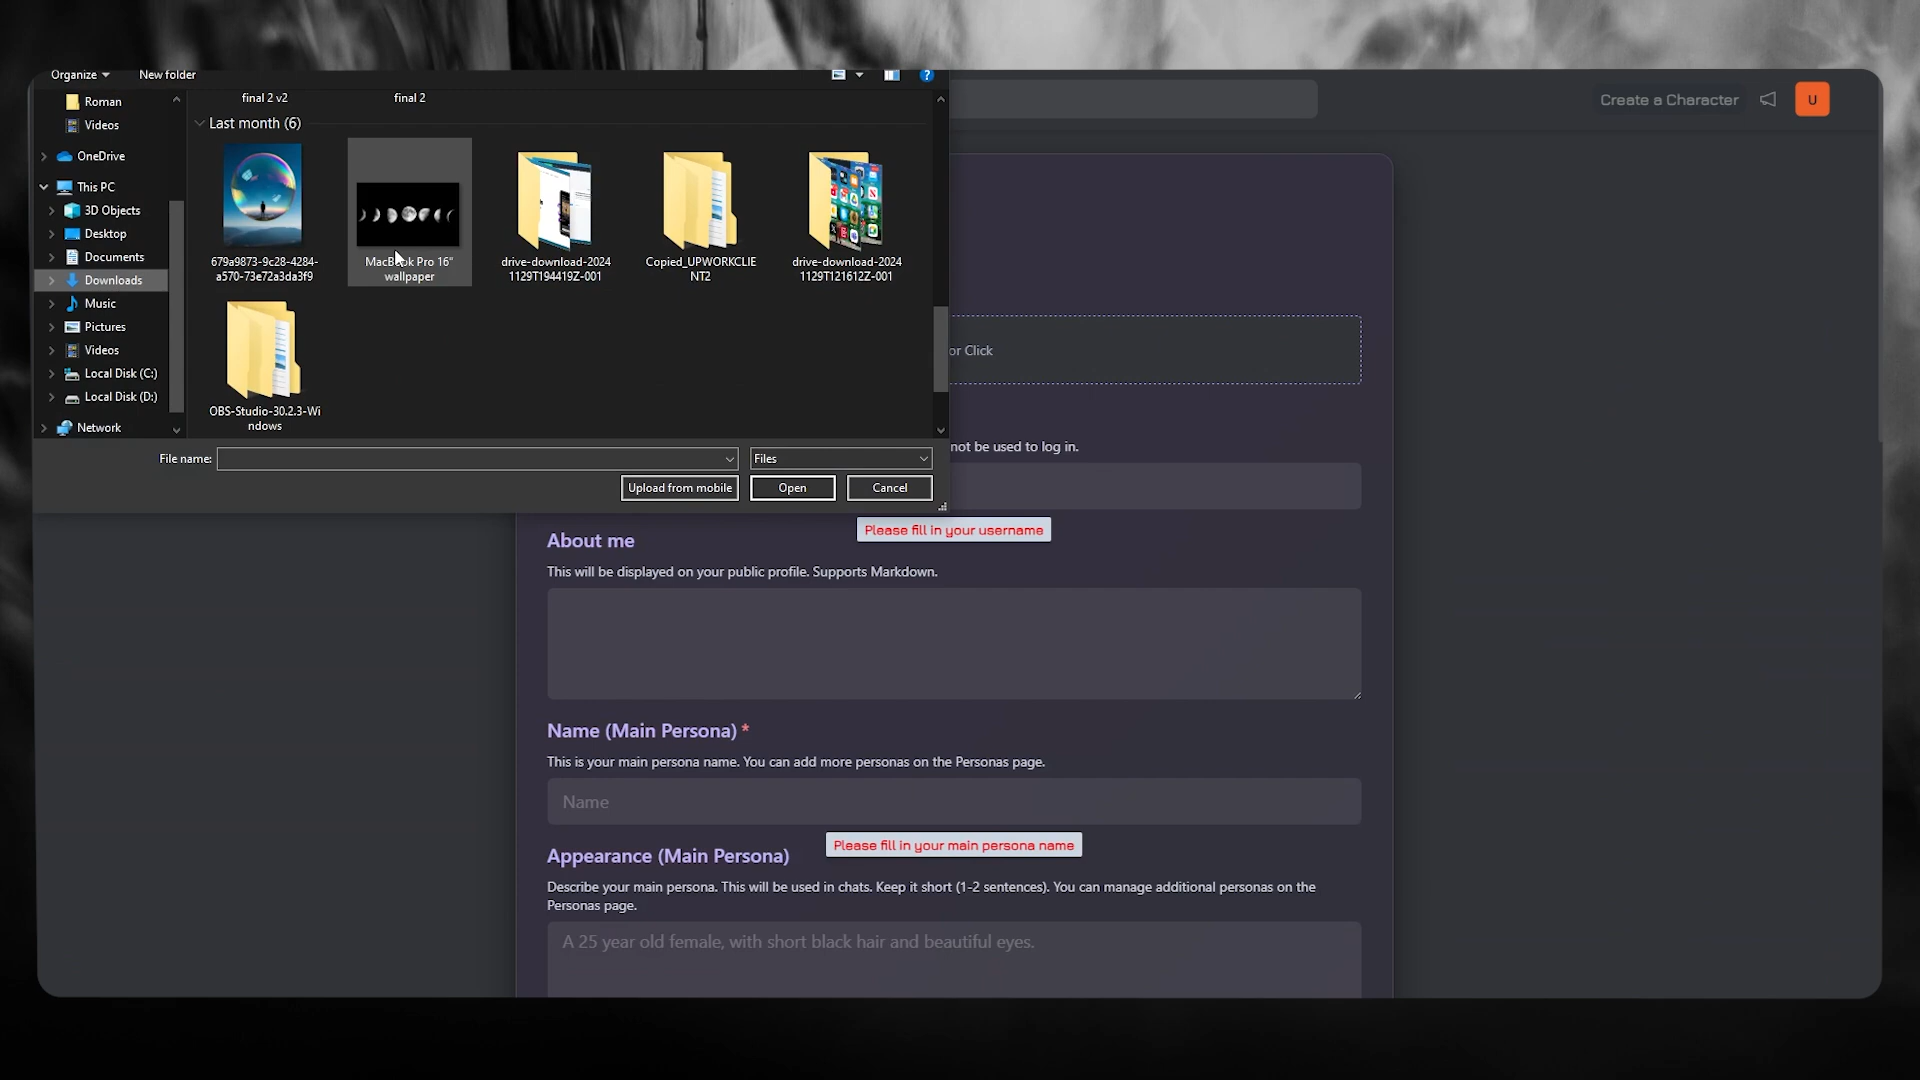 Organize
New folder
Create a Character
U
Roman
Videos
OneDrive
This PC
3D Objects
Desktop
Documents
Downloads
Music
Pictures
Videos
Local Disk (C:)
Local Disk (D:)
Network
final 2 v2
final 2
Last month (6)
679a9873-9c28-4284-
a570-73e72a3da3f9
MacBook Pro 16"
wallpaper
drive-download-2024
1129T194419Z-001
Copied_UPWORKCLIE
NT2
drive-download-2024
1129T121612Z-001
OBS-Studio-30.2.3-Wi
ndows
File name:
Files
Upload from mobile
Open
Cancel
or Click
not be used to log in.
Please fill in your username
About me
This will be displayed on your public profile. Supports Markdown.
Name (Main Persona) *
This is your main persona name. You can add more personas on the Personas page.
Name
Please fill in your main persona name
Appearance (Main Persona)
Describe your main persona. This will be used in chats. Keep it short (1-2 sentences). You can manage additional personas on the
Personas page.
A 25 year old female, with short black hair and beautiful eyes.